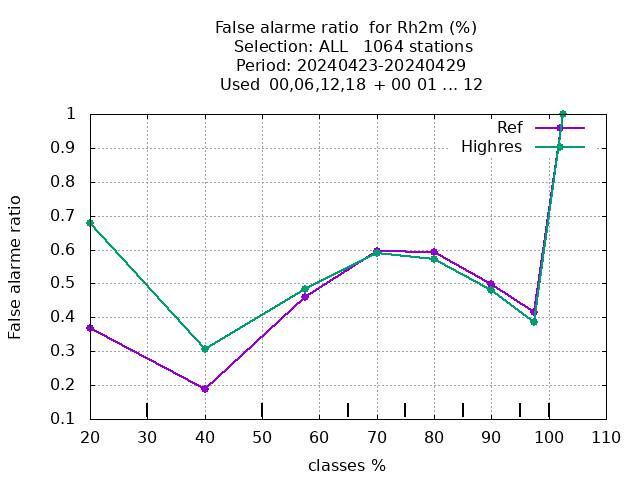 False alarme ratio  for Rh2m (%)
Selection: ALL   1064 stations
Period: 20240423-20240429
Used  00,06,12,18  + 00 01 ... 12
1
0.9
0.8
0.7
0.6
0.5
0.4
0.3
0.2
0.1
False alarme ratio
Ref
Highres
20 30 40 50 60 70 80 90 100 110
classes %